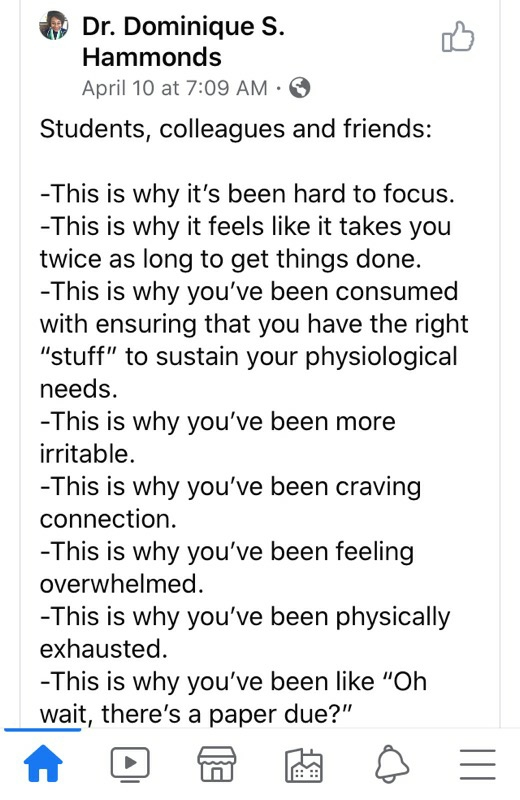 Dr. Dominique S.
Hammonds
April 10 at 7:09 AM ·
Students, colleagues and friends:
-This is why it’s been hard to focus.
-This is why it feels like it takes you
twice as long to get things done.
-This is why you’ve been consumed
with ensuring that you have the right
“stuff” to sustain your physiological
needs.
-This is why you’ve been more
irritable.
-This is why you’ve been craving
connection.
-This is why you’ve been feeling
overwhelmed.
-This is why you’ve been physically
exhausted.
-This is why you’ve been like “Oh
wait, there’s a paper due?”